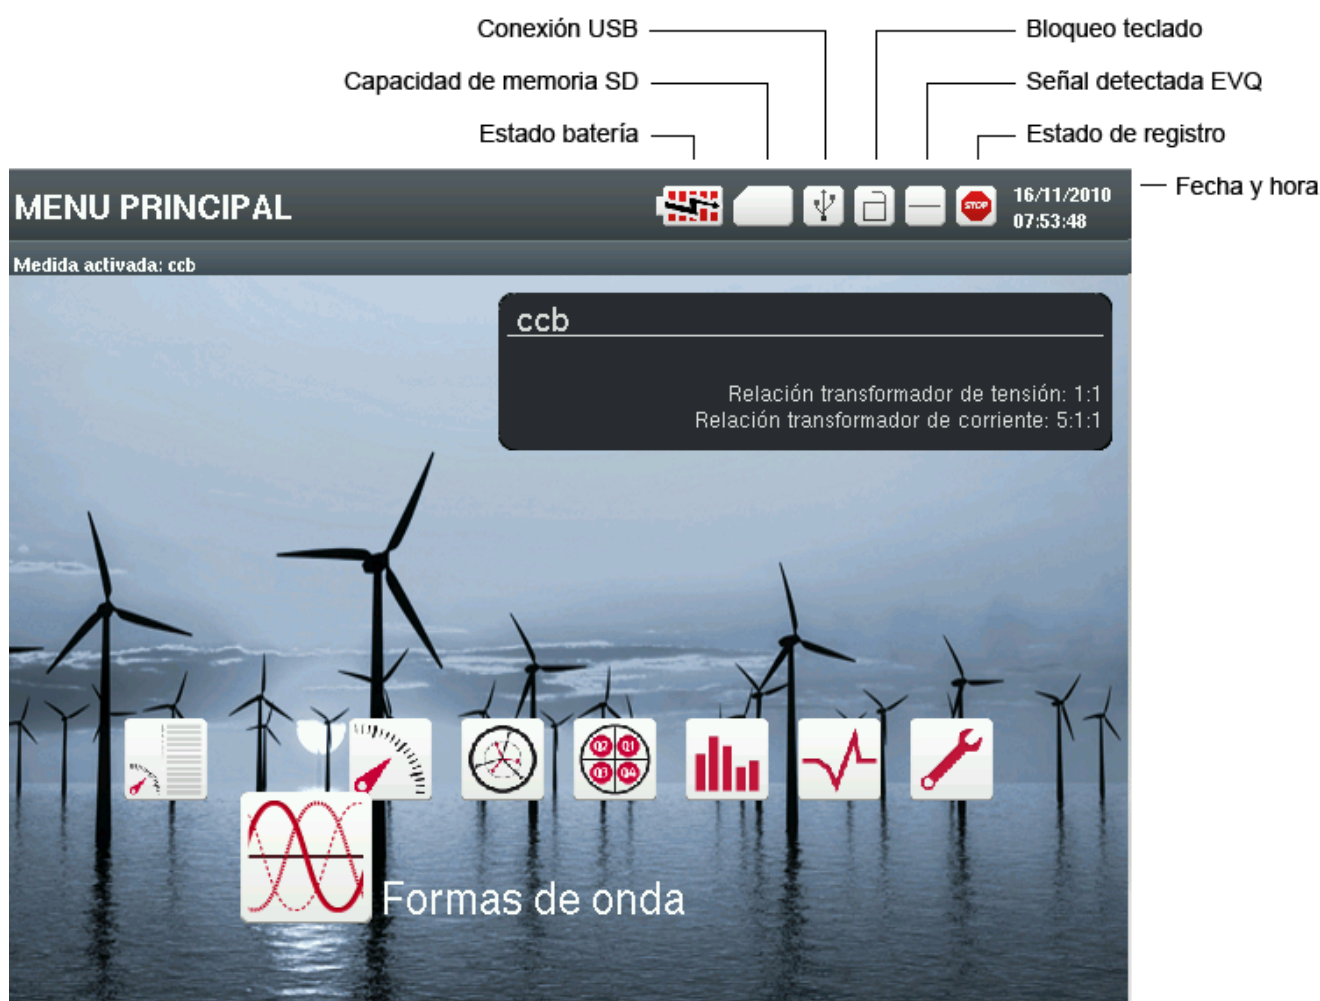 Conexión USB
Bloqueo teclado
Capacidad de memoria SD
Señal detectada EVQ
Estado batería
Estado de registro
Fecha y hora
MENU PRINCIPAL
STOP
16/11/2010
07:53:48
Medida activada: ccb
ccb
Relación transformador de tensión: 1:1
Relación transformador de corriente: 5:1:1
Q2 Q1
Q3 Q4
Formas de onda